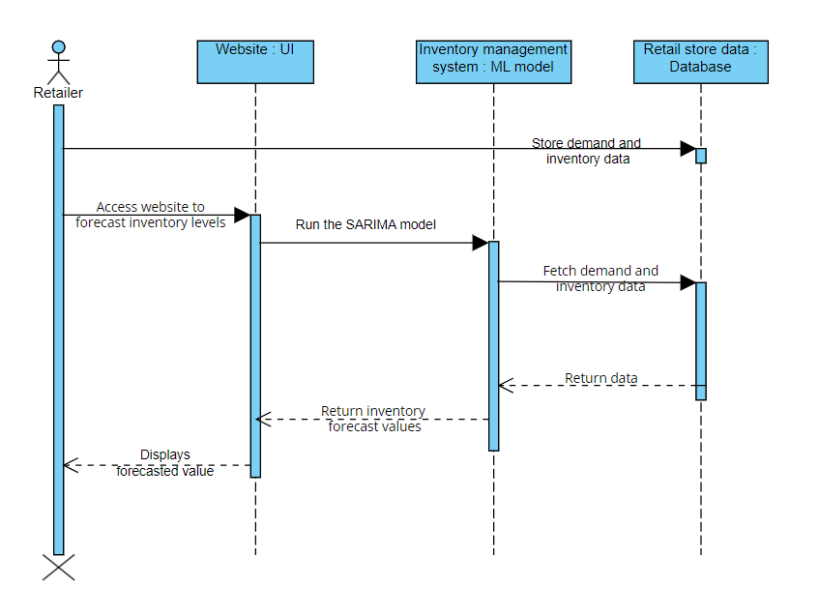 Website : UI
Inventory management
system : ML model
Retail store data :
Database
Retailer
Store demand and
inventory data
Access website to
forecast inventory levels
Run the SARIMA model
Fetch demand and
inventory data
Return data
Return inventory
forecast values
Displays
forecasted value